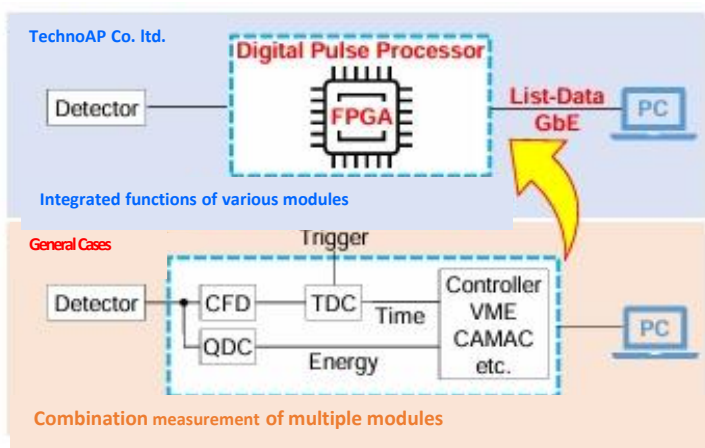 TechnoAP Co. ltd.
Digital Pulse Processor
Detector
FPGA
List-Data
GbE
PC
Integrated functions of various modules
General Cases
Trigger
Detector
CFD
TDC
Time
QDC
Energy
Controller
VME
CAMAC
etc.
PC
Combination measurement of multiple modules